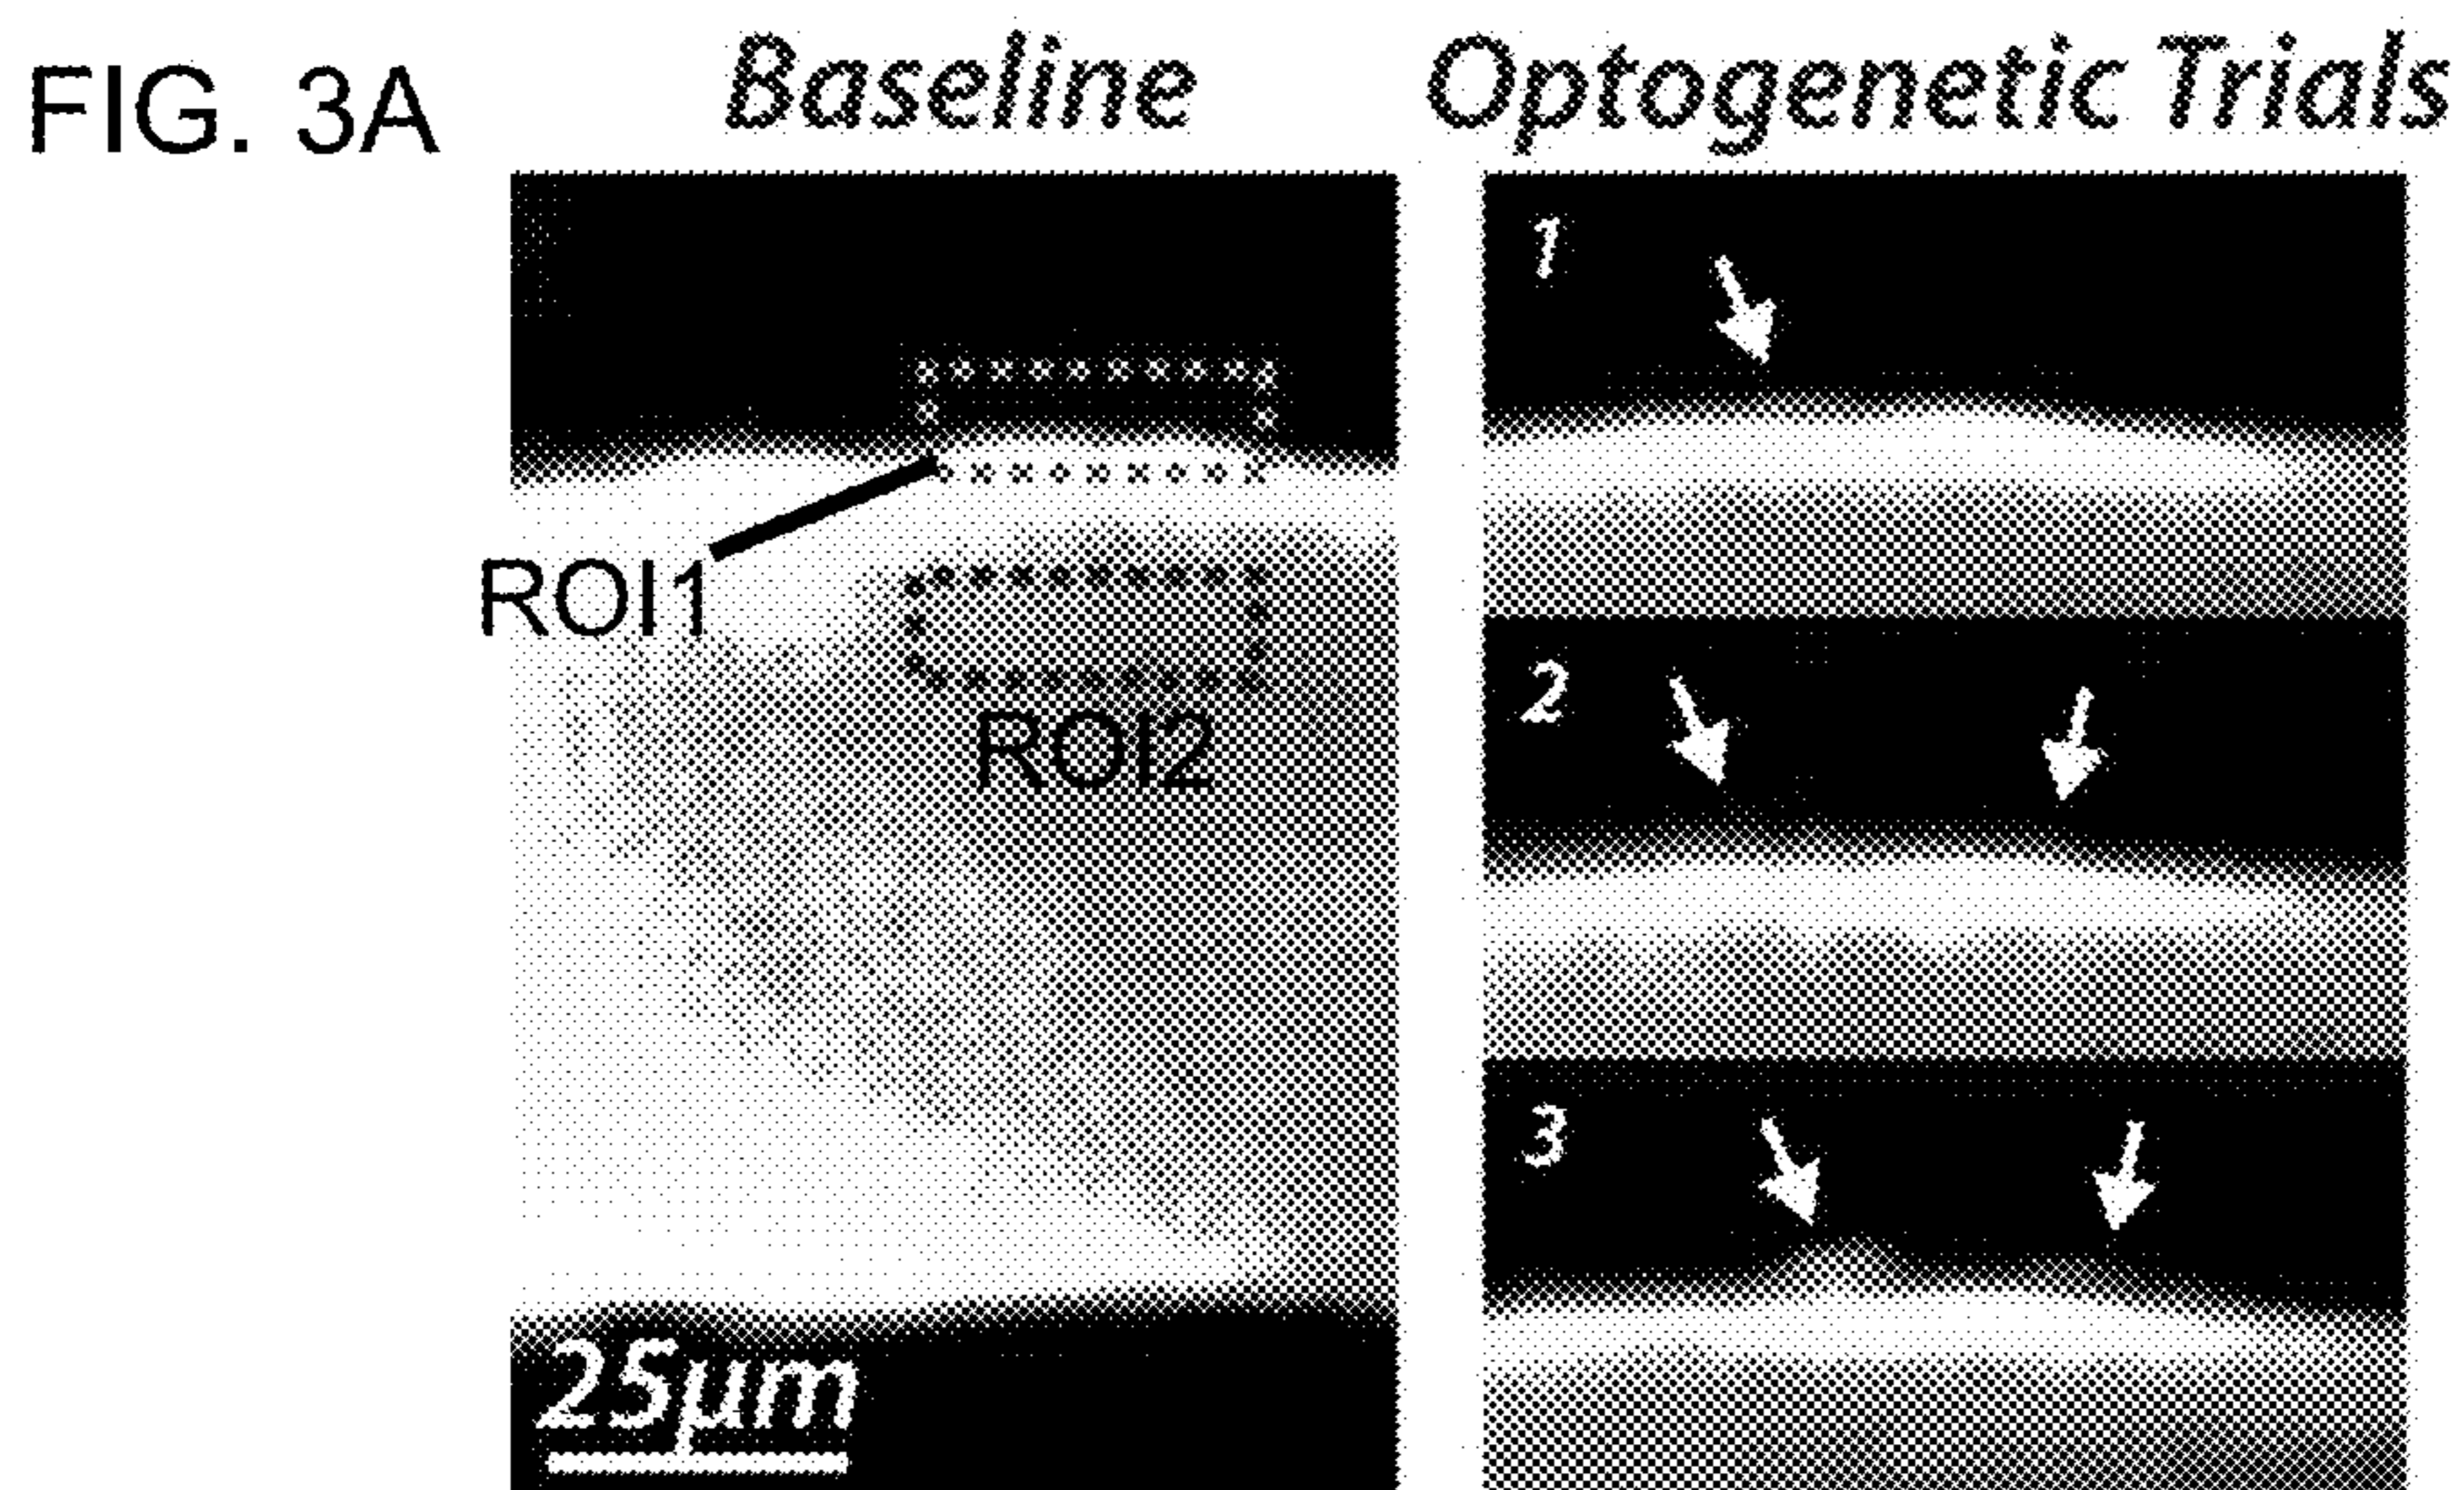 FIG. 3A
Baseline
Optogenetic Trials
ROI1
ROI2
25µm
1
2
3